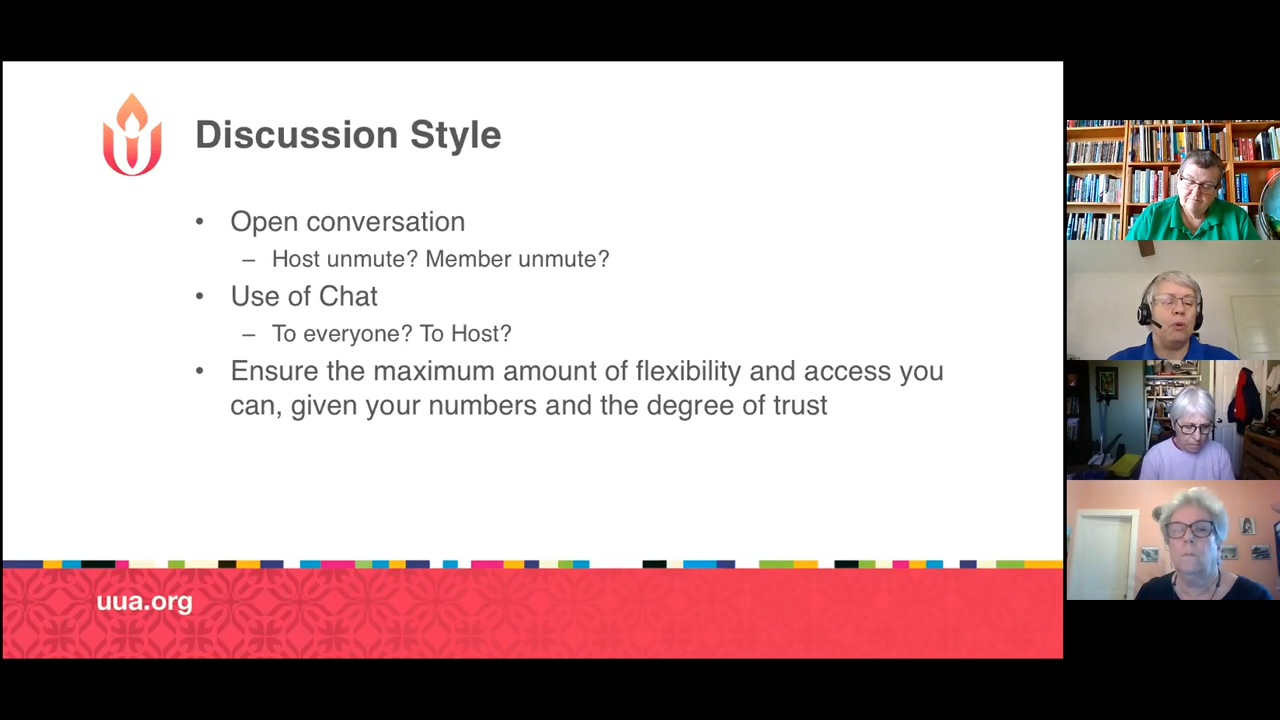 Discussion Style
• Open conversation
– Host unmute? Member unmute?
• Use of Chat
– To everyone? To Host?
• Ensure the maximum amount of flexibility and access you
can, given your numbers and the degree of trust
uua.org